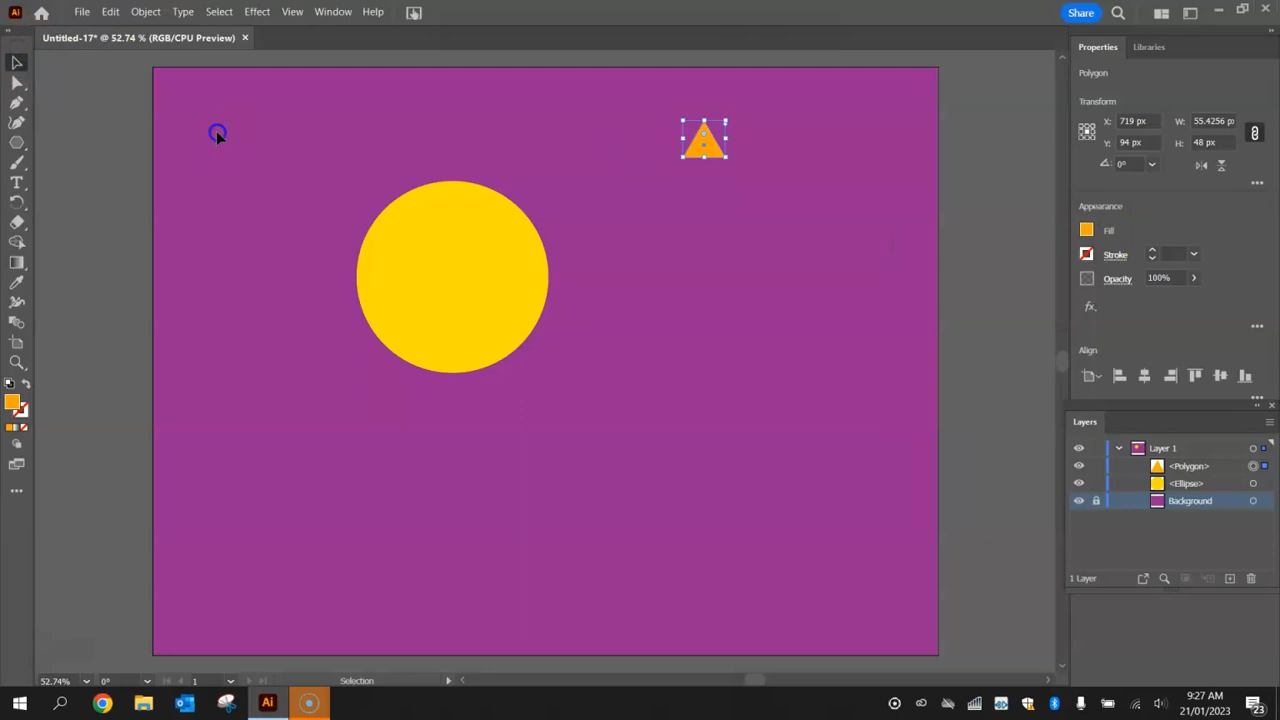 Ai File Edit Object Type Select Effect View Window Help Share
Untitled-17* @ 52.74 % (RGB/CPU Preview)
Properties Libraries
Polygon
Transform
X: 719 px W: 55.4256 p
Y: 94 px H: 48 px
0°
Appearance
Fill
Stroke
Opacity 100%
fx
Align
Layers
Layer 1
<Polygon>
<Ellipse>
Background
1 Layer
52.74% 0° 1 Selection
Ai
9:27 AM
21/01/2023
23